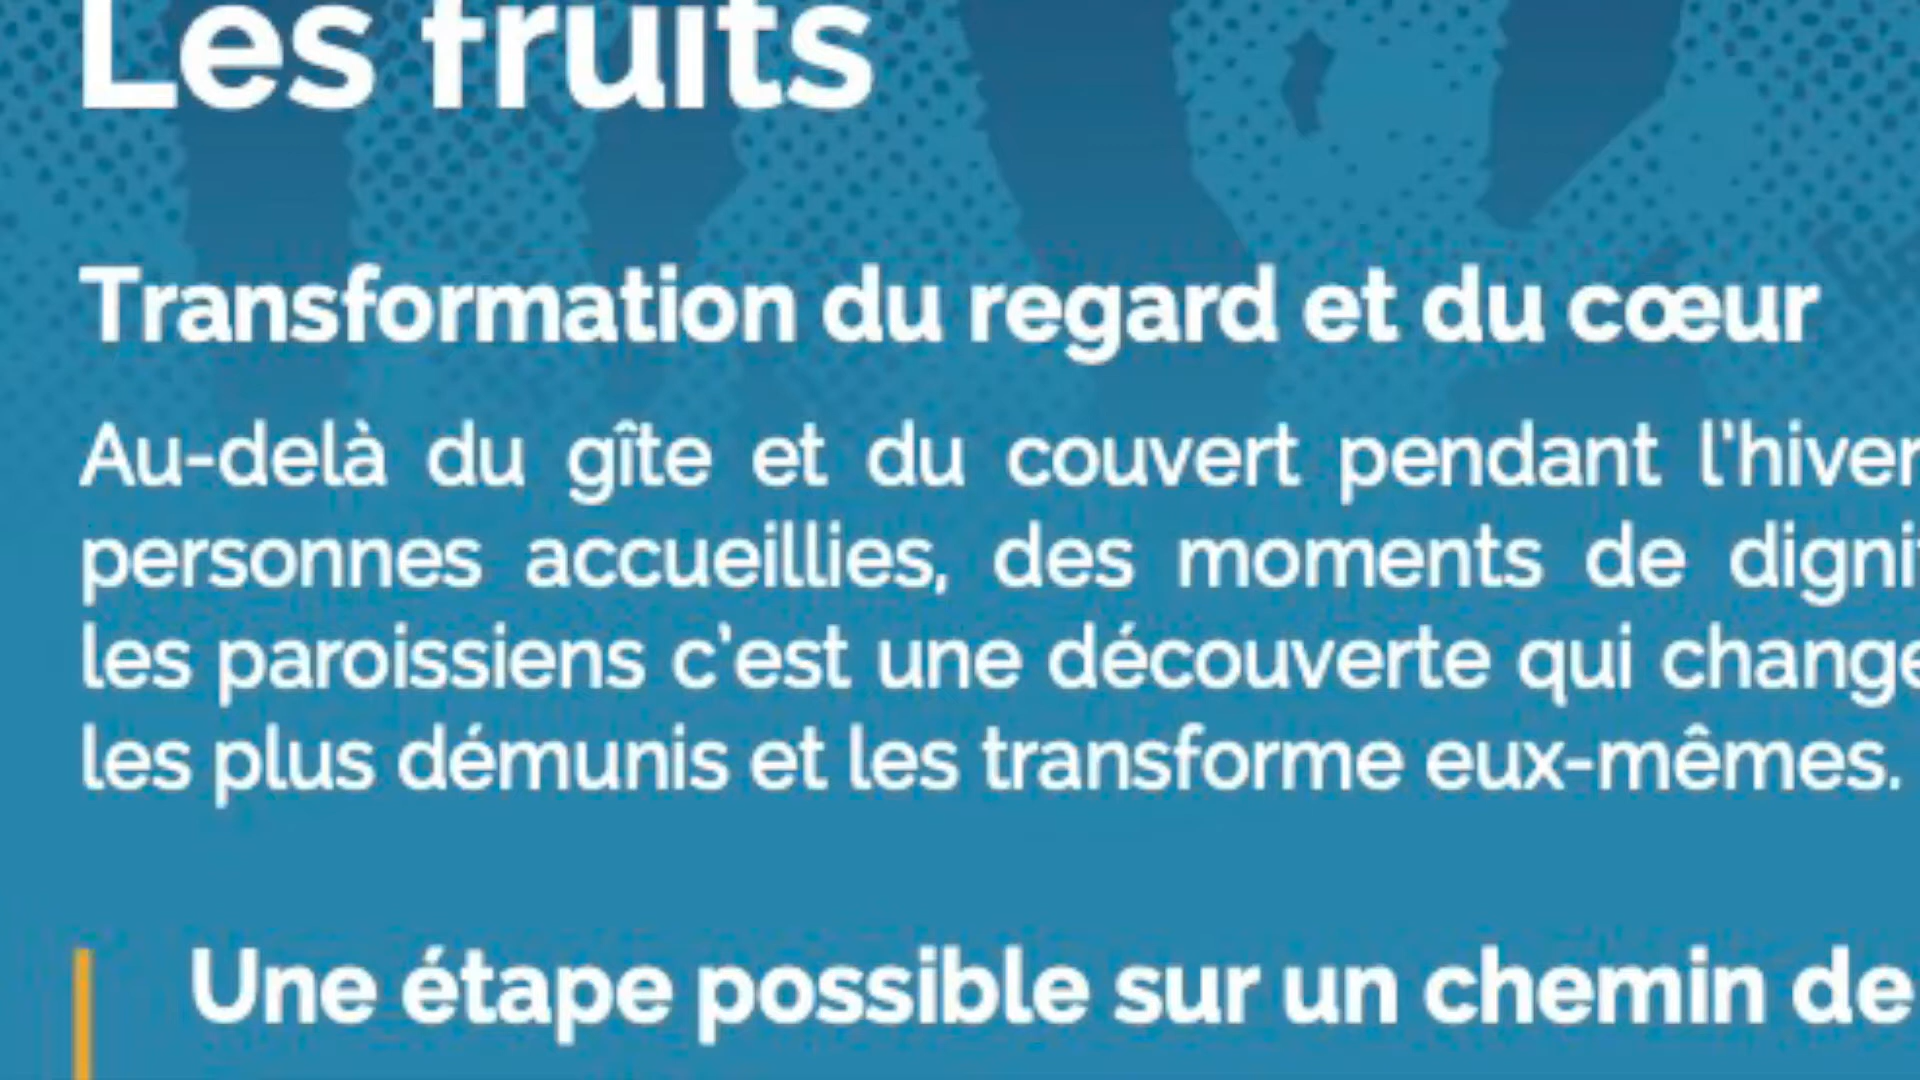 Les fruits
Transformation du regard et du cœur
Au-delà du gîte et du couvert pendant l'hiver
personnes accueillies, des moments de digni
les paroissiens c'est une découverte qui change
les plus démunis et les transforme eux-mêmes.
Une étape possible sur un chemin de